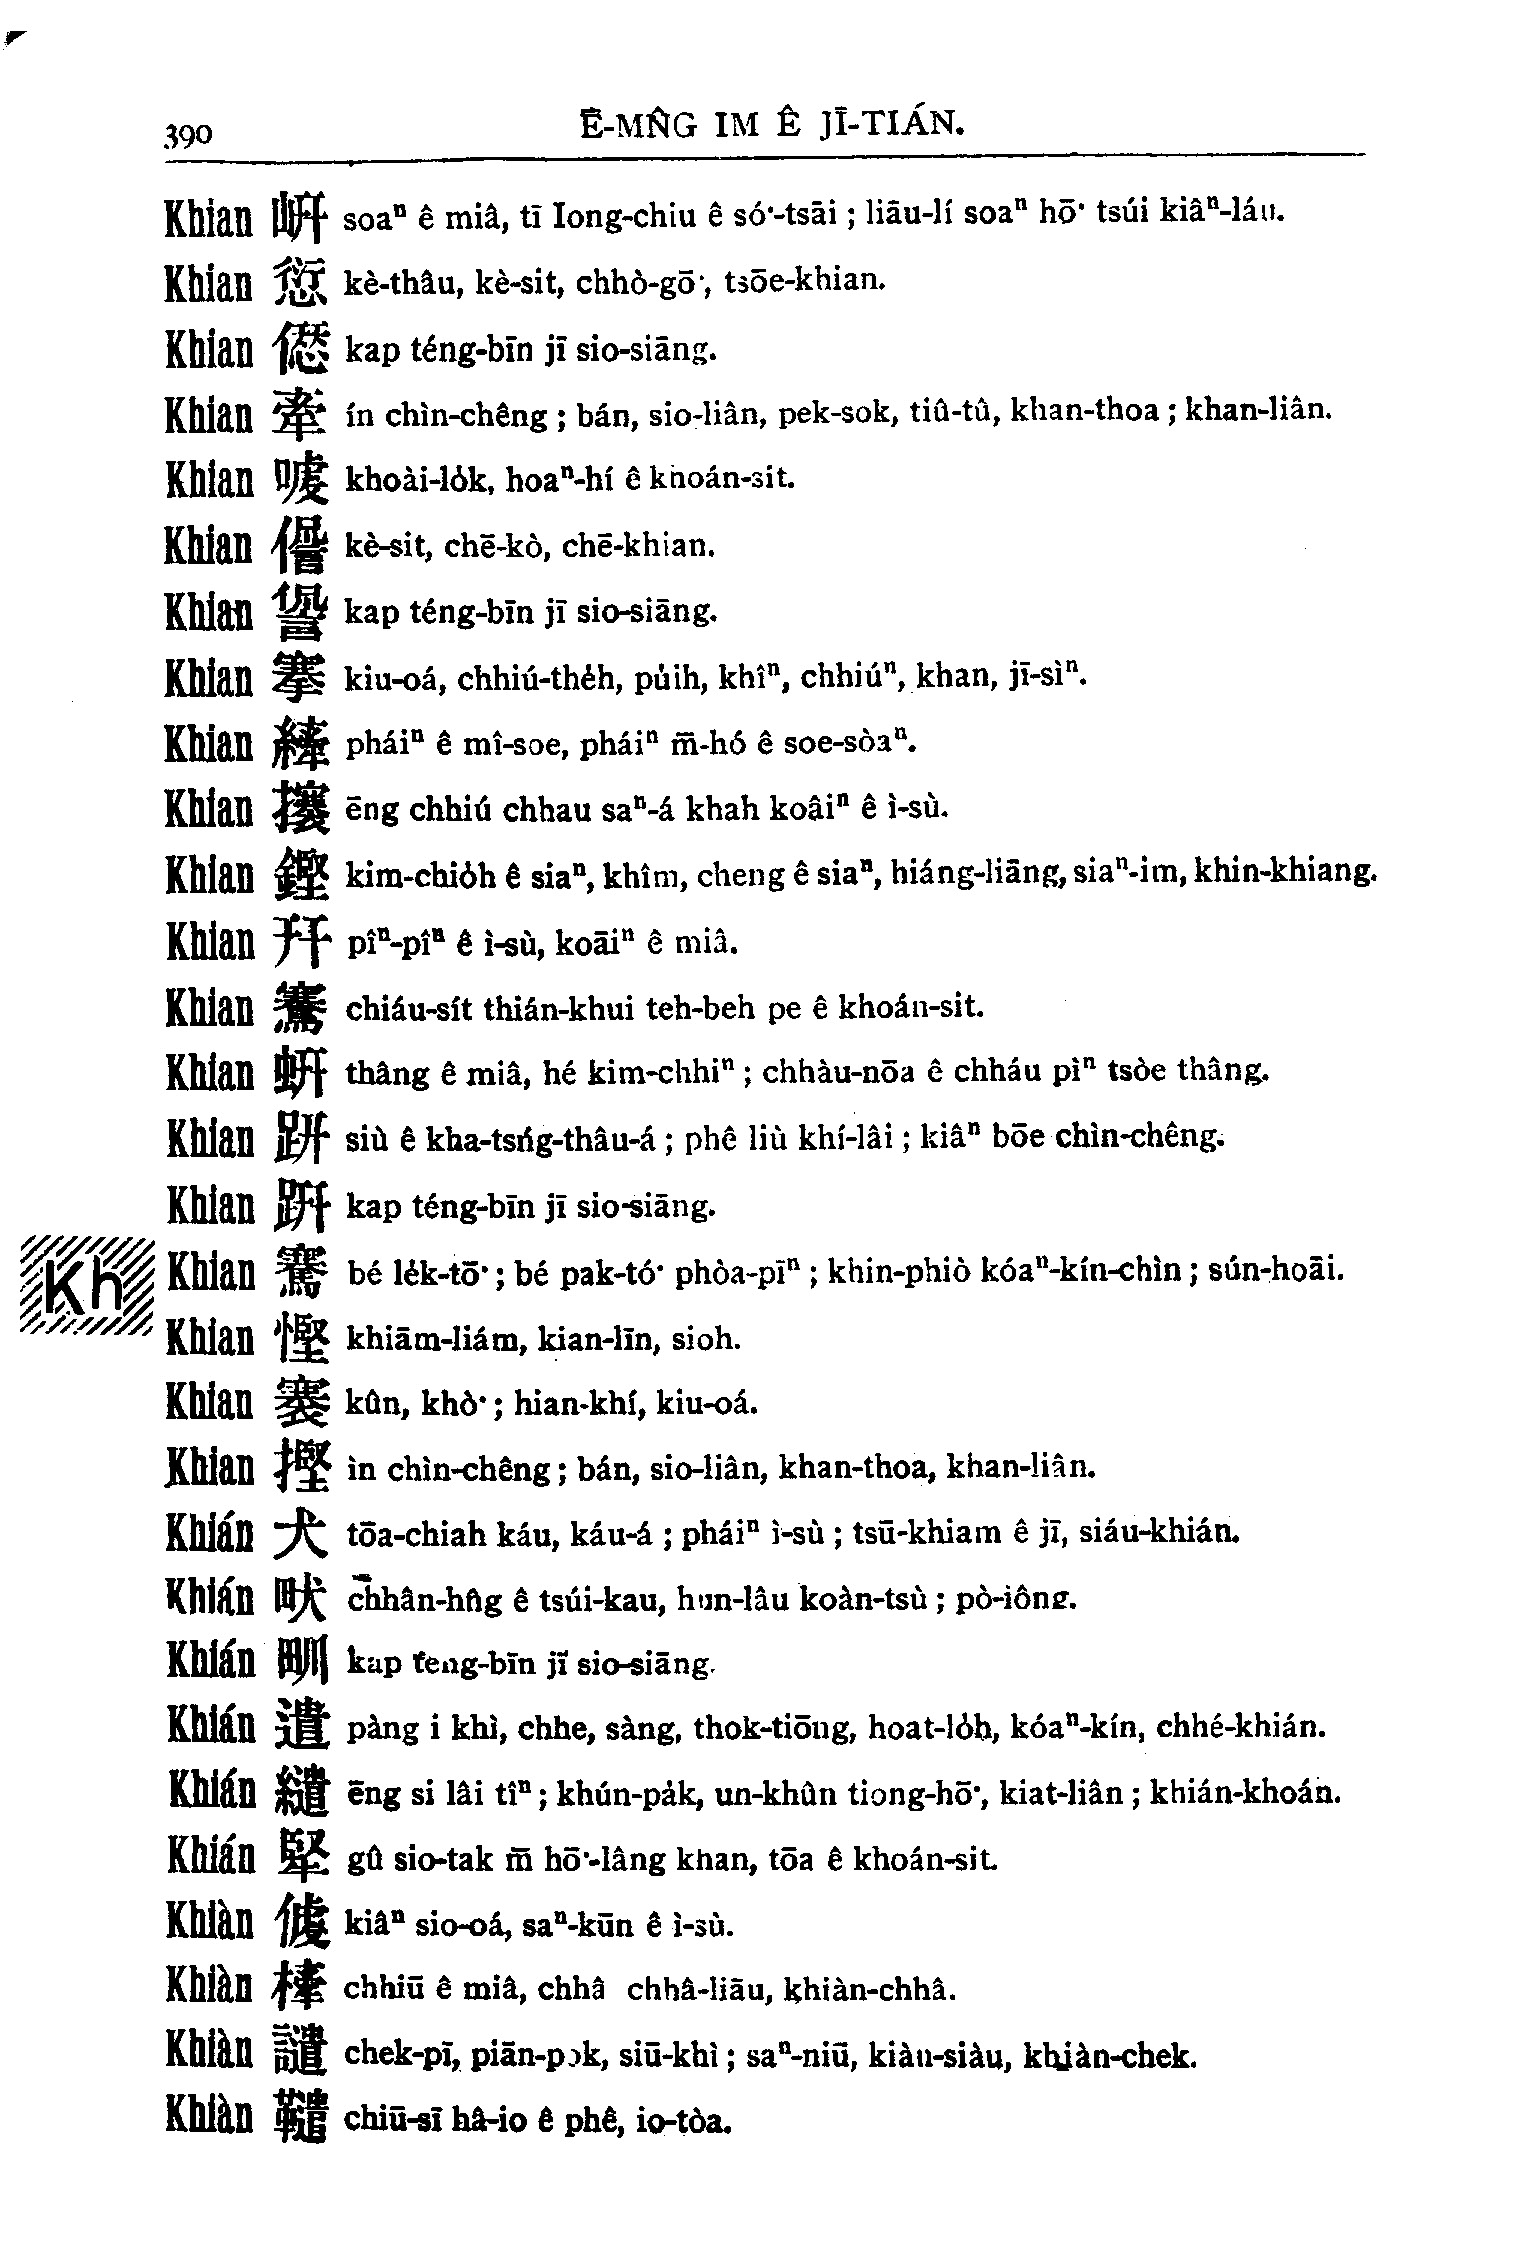 390
Ē-MN̂G IM Ê JĪ-TIÁN.
Khian 岍 soaⁿ ê miâ, tī Iong-chiu ê só͘-tsāi ; liāu-lí soaⁿ hō͘ tsúi kiâⁿ-láu.
Khian 愆 kè-thâu, kè-sit, chhò-gō͘, tsōe-khian.
Khian kap téng-bīn jī sio-siāng.
Khian 牽 ín chìn-chêng ; bán, sio-liân, pek-sok, tiû-tû, khan-thoa ; khan-liân.
Khian khoài-lo̍k, hoaⁿ-hí ê khoán-sit.
Khian kè-sit, chē-kò, chē-khian.
Khian kap téng-bīn jī sio-siāng.
Khian 搴 kiu-oá, chhiú-the̍h, pu̍ih, khîⁿ, chhiúⁿ, khan, jī-sìⁿ.
Khian 縴 pháiⁿ ê mî-soe, pháiⁿ m̄-hó ê soe-sòaⁿ.
Khian 攐 ēng chhiú chhau saⁿ-á khah koâiⁿ ê ì-sù.
Khian 鏗 kim-chio̍h ê siaⁿ, khîm, cheng ê siaⁿ, hiáng-liāng, siaⁿ-im, khin-khiang.
Khian 幵 pîⁿ-pîⁿ ê ì-sù, koāiⁿ ê miâ.
Khian 鶱 chiáu-sít thián-khui teh-beh pe ê khoán-sit.
Khian 蚈 thâng ê miâ, hé kim-chhiⁿ ; chhàu-nōa ê chháu pìⁿ tsòe thâng.
Khian 趼 siù ê kha-tsńg-thâu-á ; phê liù khí-lâi ; kiâⁿ bōe chìn-chêng.
Khian kap téng-bīn jī sio-siāng.
Kh
Khian 騫 bé le̍k-tō͘ ; bé pak-tó͘ phòa-pīⁿ ; khin-phiò kóaⁿ-kín-chìn ; sún-hoāi.
Khian 慳 khiām-liám, kian-līn, sioh.
Khian 褰 kûn, khò͘ ; hian-khí, kiu-oá.
Khian 摼 ìn chìn-chêng ; bán, sio-liân, khan-thoa, khan-liân.
Khián 犬 tōa-chiah káu, káu-á ; pháiⁿ ì-sù ; tsū-khiam ê jī, siáu-khián.
Khián 畎 chhân-hn̂g ê tsúi-kau, hun-lâu koàn-tsù ; pò-iông.
Khián 甽 kap téng-bīn jī sio-siāng.
Khián 遣 pàng i khì, chhe, sàng, thok-tiōng, hoat-lo̍h, kóaⁿ-kín, chhé-khián.
Khián 繾 ēng si lâi tîⁿ ; khún-pa̍k, un-khûn tiong-hō͘, kiat-liân ; khián-khoán.
Khián 掔 gû sio-tak m̄ hō͘-lâng khan, tōa ê khoán-sit.
Khiàn kiâⁿ sio-oá, saⁿ-kūn ê ì-sù.
Khiàn chhiū ê miâ, chhâ chhâ-liāu, khiàn-chhâ.
Khiàn 譴 chek-pī, piān-pok, siū-khì ; saⁿ-niū, kiàn-siàu, khiàn-chek.
Khiàn 鞬 chiū-sī hâ-io ê phê, io-tòa.